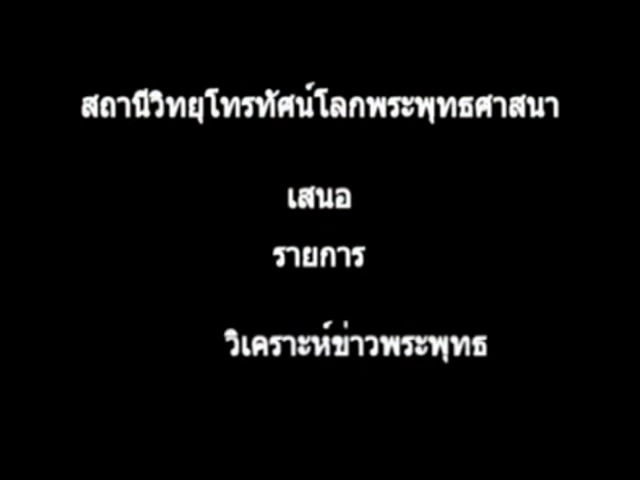 สถานีวิทยุโทรทัศน์โลกพระพุทธศาสนา
เสนอ
รายการ
วิเคราะห์ข่าวพระพุทธ